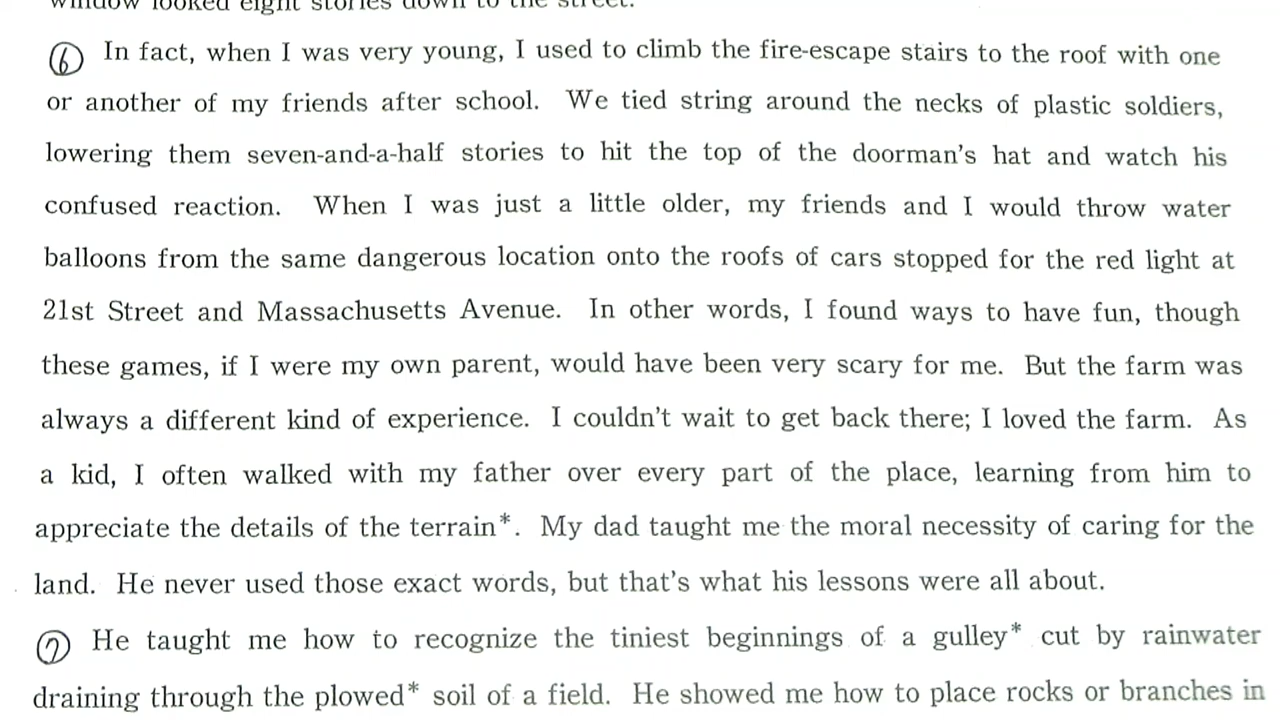 window looked eight stories down to the street.
⑥ In fact, when I was very young, I used to climb the fire-escape stairs to the roof with one
or another of my friends after school. We tied string around the necks of plastic soldiers,
lowering them seven-and-a-half stories to hit the top of the doorman's hat and watch his
confused reaction. When I was just a little older, my friends and I would throw water
balloons from the same dangerous location onto the roofs of cars stopped for the red light at
21st Street and Massachusetts Avenue. In other words, I found ways to have fun, though
these games, if I were my own parent, would have been very scary for me. But the farm was
always a different kind of experience. I couldn't wait to get back there; I loved the farm. As
a kid, I often walked with my father over every part of the place, learning from him to
appreciate the details of the terrain*. My dad taught me the moral necessity of caring for the
land. He never used those exact words, but that's what his lessons were all about.
⑦ He taught me how to recognize the tiniest beginnings of a gulley* cut by rainwater
draining through the plowed* soil of a field. He showed me how to place rocks or branches in